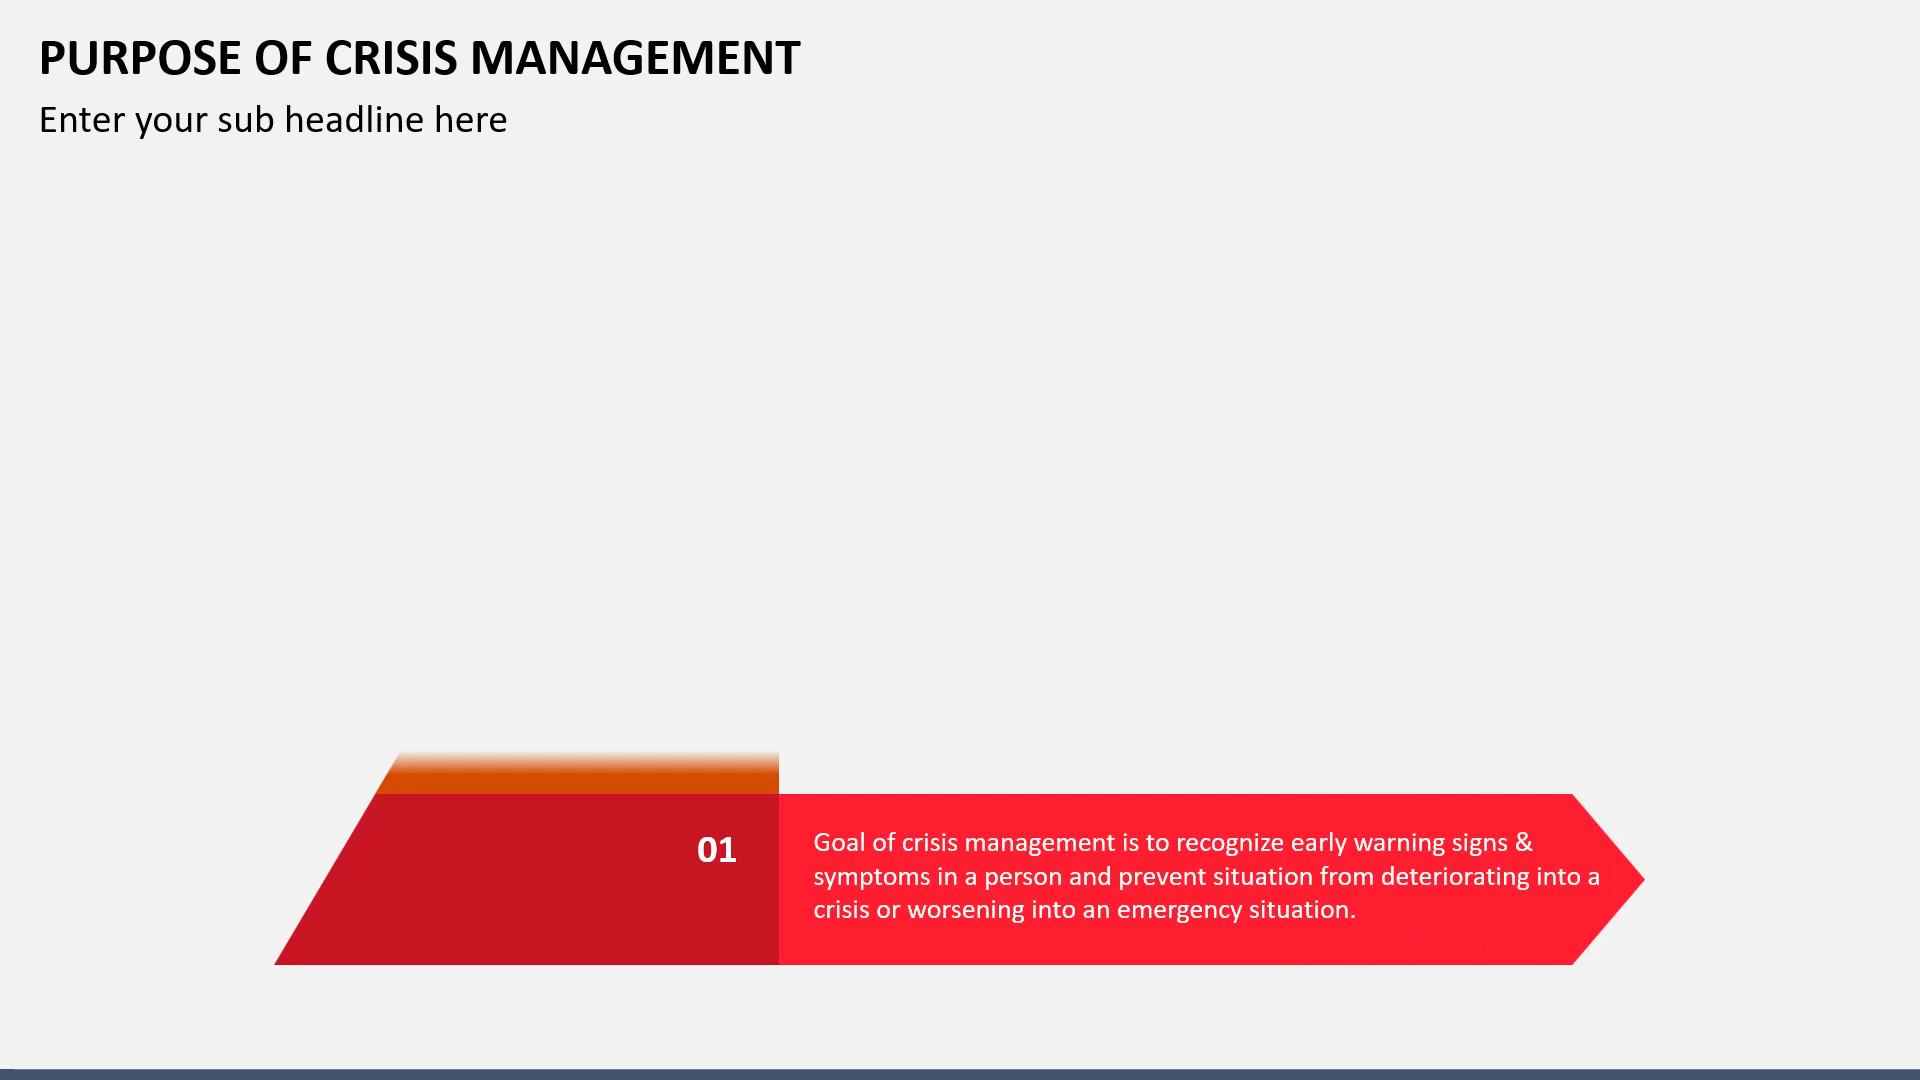 PURPOSE OF CRISIS MANAGEMENT
Enter your sub headline here
01
Goal of crisis management is to recognize early warning signs &
symptoms in a person and prevent situation from deteriorating into a
crisis or worsening into an emergency situation.